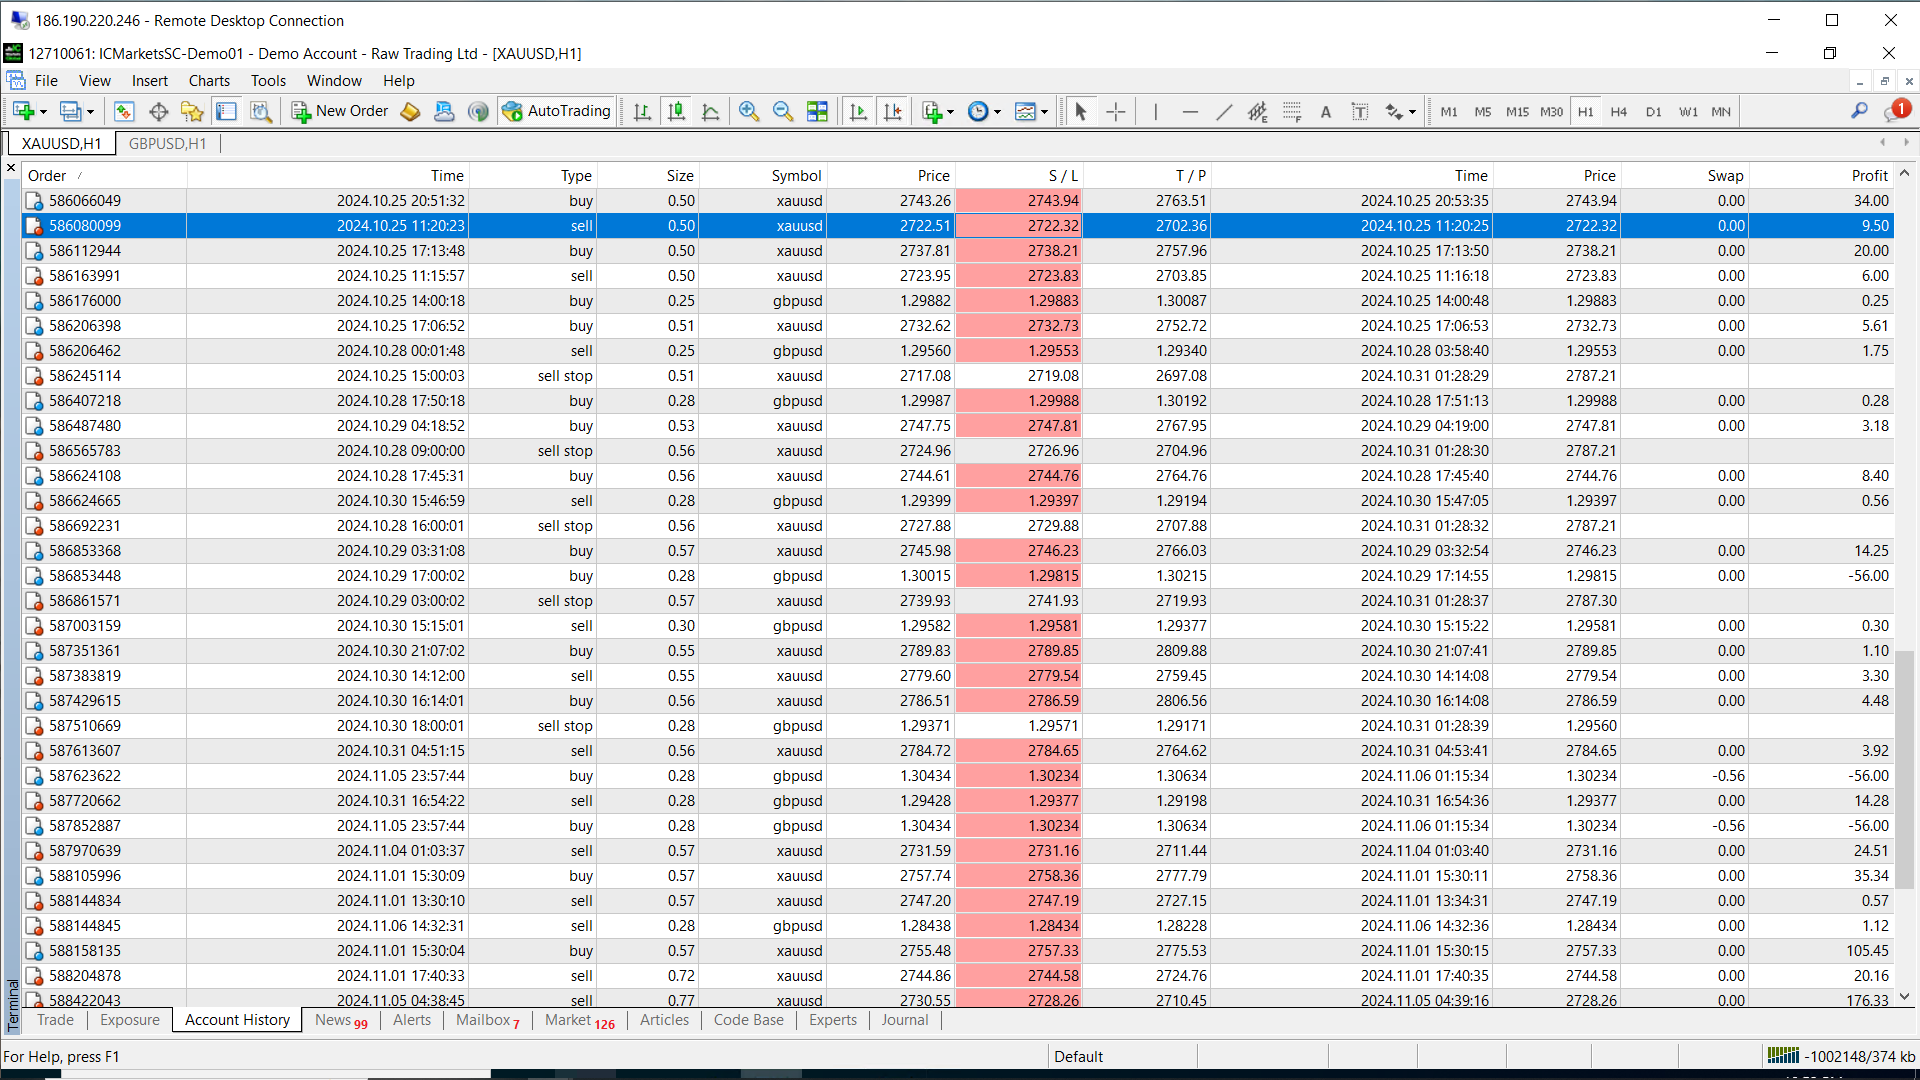 186.190.220.246 - Remote Desktop Connection
12710061: ICMarketsSC-Demo01 - Demo Account - Raw Trading Ltd - [XAUUSD,H1]
File View Insert Charts Tools Window Help
New Order AutoTrading E F A T M1 M5 M15 M30 H1 H4 D1 W1 MN 1
XAUUSD,H1 GBPUSD,H1
Order / Time Type Size Symbol Price S / L T / P Time Price Swap Profit
586066049 2024.10.25 20:51:32 buy 0.50 xauusd 2743.26 2743.94 2763.51 2024.10.25 20:53:35 2743.94 0.00 34.00
586080099 2024.10.25 11:20:23 sell 0.50 xauusd 2722.51 2722.32 2702.36 2024.10.25 11:20:25 2722.32 0.00 9.50
586112944 2024.10.25 17:13:48 buy 0.50 xauusd 2737.81 2738.21 2757.96 2024.10.25 17:13:50 2738.21 0.00 20.00
586163991 2024.10.25 11:15:57 sell 0.50 xauusd 2723.95 2723.83 2703.85 2024.10.25 11:16:18 2723.83 0.00 6.00
586176000 2024.10.25 14:00:18 buy 0.25 gbpusd 1.29882 1.29883 1.30087 2024.10.25 14:00:48 1.29883 0.00 0.25
586206398 2024.10.25 17:06:52 buy 0.51 xauusd 2732.62 2732.73 2752.72 2024.10.25 17:06:53 2732.73 0.00 5.61
586206462 2024.10.28 00:01:48 sell 0.25 gbpusd 1.29560 1.29553 1.29340 2024.10.28 03:58:40 1.29553 0.00 1.75
586245114 2024.10.25 15:00:03 sell stop 0.51 xauusd 2717.08 2719.08 2697.08 2024.10.31 01:28:29 2787.21
586407218 2024.10.28 17:50:18 buy 0.28 gbpusd 1.29987 1.29988 1.30192 2024.10.28 17:51:13 1.29988 0.00 0.28
586487480 2024.10.29 04:18:52 buy 0.53 xauusd 2747.75 2747.81 2767.95 2024.10.29 04:19:00 2747.81 0.00 3.18
586565783 2024.10.28 09:00:00 sell stop 0.56 xauusd 2724.96 2726.96 2704.96 2024.10.31 01:28:30 2787.21
586624108 2024.10.28 17:45:31 buy 0.56 xauusd 2744.61 2744.76 2764.76 2024.10.28 17:45:40 2744.76 0.00 8.40
586624665 2024.10.30 15:46:59 sell 0.28 gbpusd 1.29399 1.29397 1.29194 2024.10.30 15:47:05 1.29397 0.00 0.56
586692231 2024.10.28 16:00:01 sell stop 0.56 xauusd 2727.88 2729.88 2707.88 2024.10.31 01:28:32 2787.21
586853368 2024.10.29 03:31:08 buy 0.57 xauusd 2745.98 2746.23 2766.03 2024.10.29 03:32:54 2746.23 0.00 14.25
586853448 2024.10.29 17:00:02 buy 0.28 gbpusd 1.30015 1.29815 1.30215 2024.10.29 17:14:55 1.29815 0.00 -56.00
586861571 2024.10.29 03:00:02 sell stop 0.57 xauusd 2739.93 2741.93 2719.93 2024.10.31 01:28:37 2787.30
587003159 2024.10.30 15:15:01 sell 0.30 gbpusd 1.29582 1.29581 1.29377 2024.10.30 15:15:22 1.29581 0.00 0.30
587351361 2024.10.30 21:07:02 buy 0.55 xauusd 2789.83 2789.85 2809.88 2024.10.30 21:07:41 2789.85 0.00 1.10
587383819 2024.10.30 14:12:00 sell 0.55 xauusd 2779.60 2779.54 2759.45 2024.10.30 14:14:08 2779.54 0.00 3.30
587429615 2024.10.30 16:14:01 buy 0.56 xauusd 2786.51 2786.59 2806.56 2024.10.30 16:14:08 2786.59 0.00 4.48
587510669 2024.10.30 18:00:01 sell stop 0.28 gbpusd 1.29371 1.29571 1.29171 2024.10.31 01:28:39 1.29560
587613607 2024.10.31 04:51:15 sell 0.56 xauusd 2784.72 2784.65 2764.62 2024.10.31 04:53:41 2784.65 0.00 3.92
587623622 2024.11.05 23:57:44 buy 0.28 gbpusd 1.30434 1.30234 1.30634 2024.11.06 01:15:34 1.30234 -0.56 -56.00
587720662 2024.10.31 16:54:22 sell 0.28 gbpusd 1.29428 1.29377 1.29198 2024.10.31 16:54:36 1.29377 0.00 14.28
587852887 2024.11.05 23:57:44 buy 0.28 gbpusd 1.30434 1.30234 1.30634 2024.11.06 01:15:34 1.30234 -0.56 -56.00
587970639 2024.11.04 01:03:37 sell 0.57 xauusd 2731.59 2731.16 2711.44 2024.11.04 01:03:40 2731.16 0.00 24.51
588105996 2024.11.01 15:30:09 buy 0.57 xauusd 2757.74 2758.36 2777.79 2024.11.01 15:30:11 2758.36 0.00 35.34
588144834 2024.11.01 13:30:10 sell 0.57 xauusd 2747.20 2747.19 2727.15 2024.11.01 13:34:31 2747.19 0.00 0.57
588144845 2024.11.06 14:32:31 sell 0.28 gbpusd 1.28438 1.28434 1.28228 2024.11.06 14:32:36 1.28434 0.00 1.12
588158135 2024.11.01 15:30:04 buy 0.57 xauusd 2755.48 2757.33 2775.53 2024.11.01 15:30:15 2757.33 0.00 105.45
588204878 2024.11.01 17:40:33 sell 0.72 xauusd 2744.86 2744.58 2724.76 2024.11.01 17:40:35 2744.58 0.00 20.16
588422043 2024.11.05 04:38:45 sell 0.77 xauusd 2730.55 2728.26 2710.45 2024.11.05 04:39:16 2728.26 0.00 176.33
Terminal
Trade Exposure Account History News 99 Alerts Mailbox 7 Market 126 Articles Code Base Experts Journal
For Help, press F1 Default -1002148/374 kb